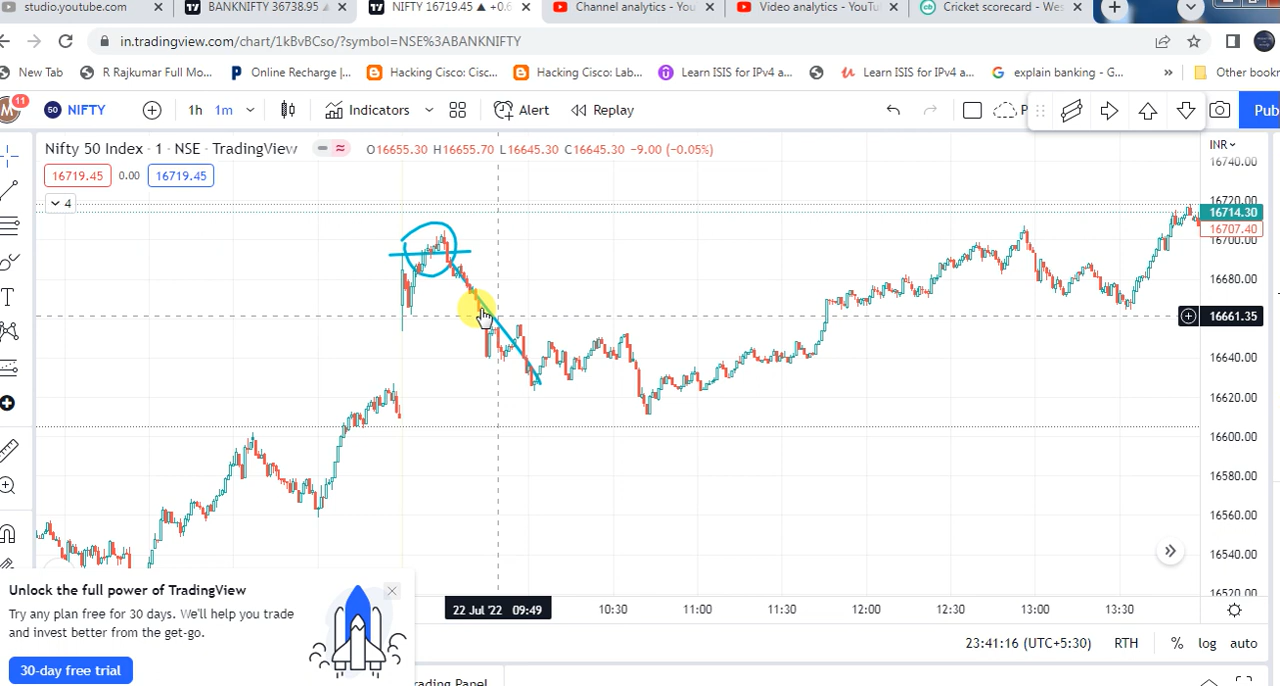 studio.youtube.com
BANKNIFTY 36738.95
NIFTY 16719.45 ▲ +0.6
Channel analytics - You
Video analytics - YouTu
Cricket scorecard - Wes
in.tradingview.com/chart/1kBvBCso/?symbol=NSE%3ABANKNIFTY
New Tab
R Rajkumar Full Mo...
Online Recharge |...
Hacking Cisco: Cisc...
Hacking Cisco: Lab...
Learn ISIS for IPv4 a...
Learn ISIS for IPv4 a...
explain banking - G...
»
Other book
M 11
50 NIFTY
1h 1m
Indicators
Alert
Replay
P
Pub
Nifty 50 Index · 1 · NSE · TradingView
O16655.30 H16655.70 L16645.30 C16645.30 −9.00 (−0.05%)
INR
16719.45 0.00 16719.45
4
16740.00
16720.00
16714.30
16707.40
16700.00
16680.00
16661.35
16640.00
16620.00
16600.00
16580.00
16560.00
16540.00
16520.00
22 Jul '22 09:49
10:30 11:00 11:30 12:00 12:30 13:00 13:30
Unlock the full power of TradingView
Try any plan free for 30 days. We'll help you trade
and invest better from the get-go.
30-day free trial
23:41:16 (UTC+5:30) RTH % log auto
ading Panel